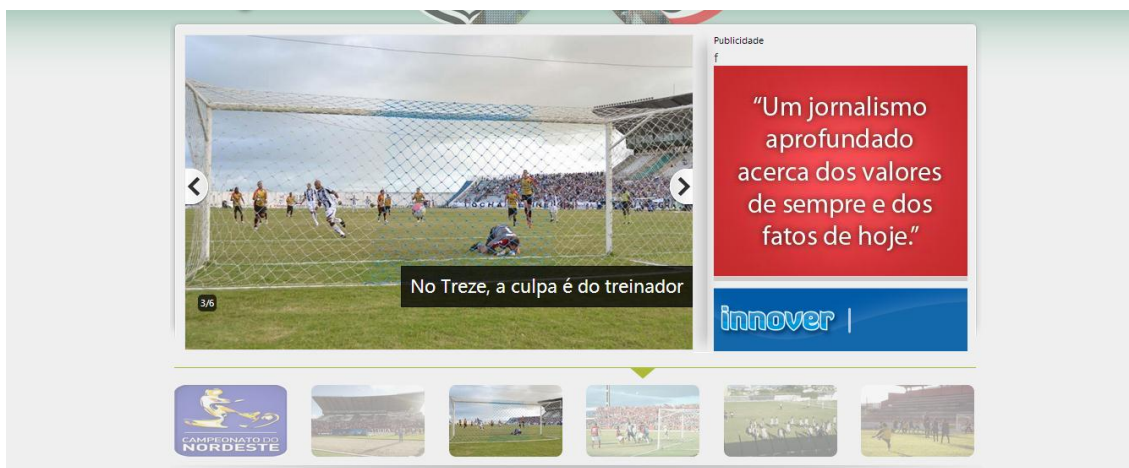 Publicidade
f
“Um jornalismo
aprofundado
acerca dos valores
de sempre e dos
fatos de hoje.”
No Treze, a culpa é do treinador
3/6
innover |
CAMPEONATO DO
NORDESTE